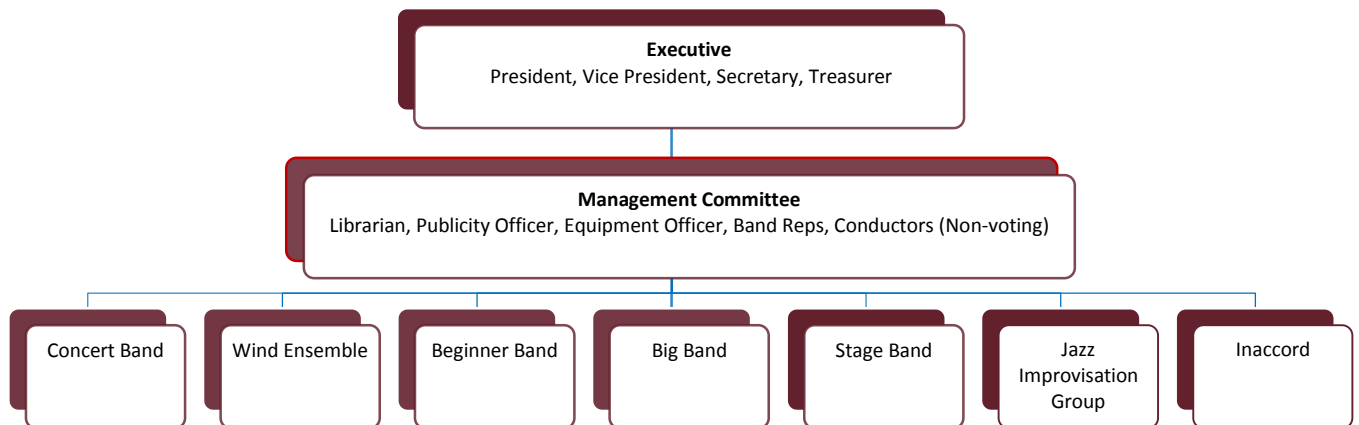 Executive
President, Vice President, Secretary, Treasurer
Management Committee
Librarian, Publicity Officer, Equipment Officer, Band Reps, Conductors (Non-voting)
Concert Band
Wind Ensemble
Beginner Band
Big Band
Stage Band
Jazz
Improvisation
Group
Inaccord